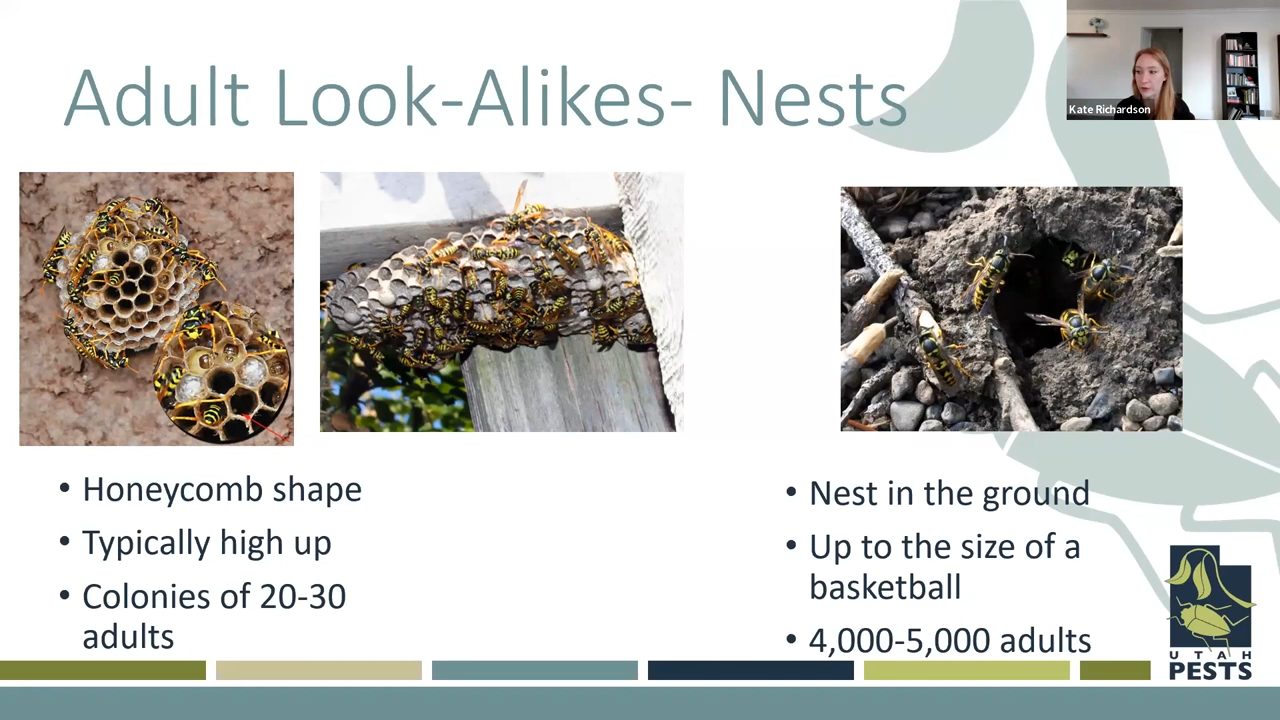 Adult Look-Alikes- Nests
Kate Richardson
• Honeycomb shape
• Typically high up
• Colonies of 20-30
adults
• Nest in the ground
• Up to the size of a
basketball
• 4,000-5,000 adults
UTAH
PESTS